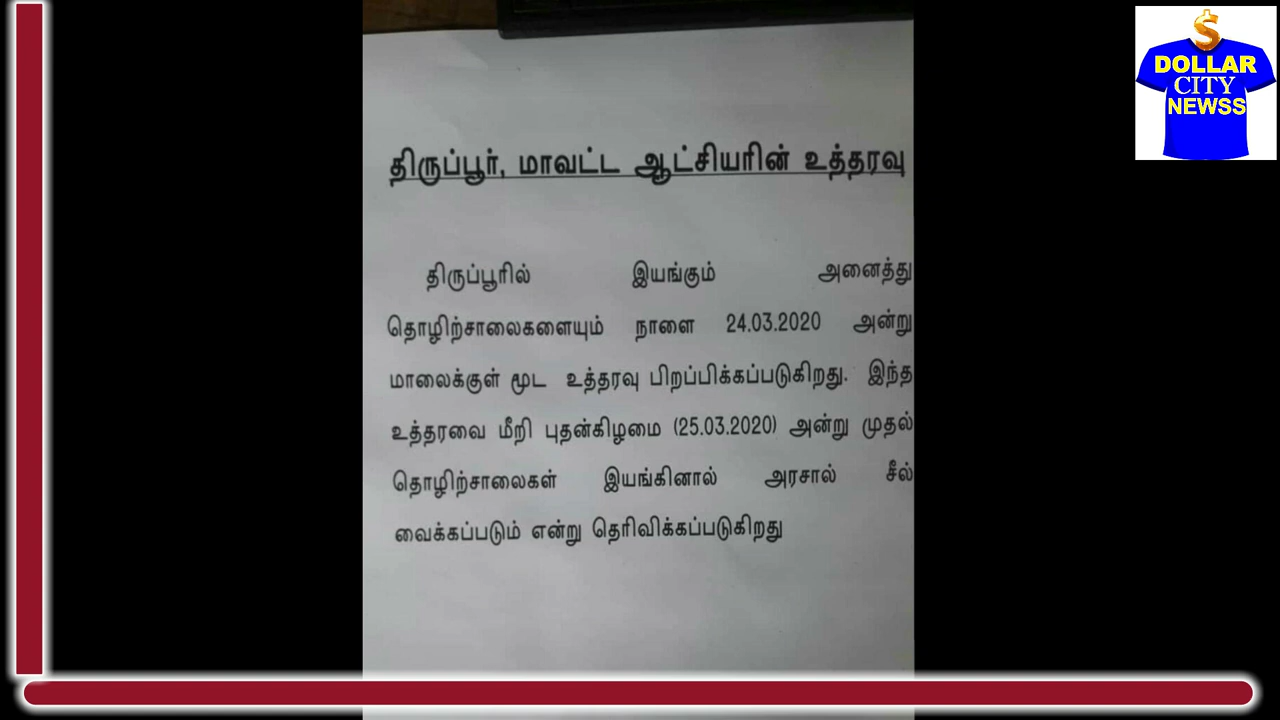 $
DOLLAR
CITY
NEWSS
திருப்பூர், மாவட்ட ஆட்சியரின் உத்தரவு
திருப்பூரில் இயங்கும் அனைத்து
தொழிற்சாலைகளையும் நாளை 24.03.2020 அன்று
மாலைக்குள் மூட உத்தரவு பிறப்பிக்கப்படுகிறது. இந்த
உத்தரவை மீறி புதன்கிழமை (25.03.2020) அன்று முதல்
தொழிற்சாலைகள் இயங்கினால் அரசால் சீல்
வைக்கப்படும் என்று தெரிவிக்கப்படுகிறது